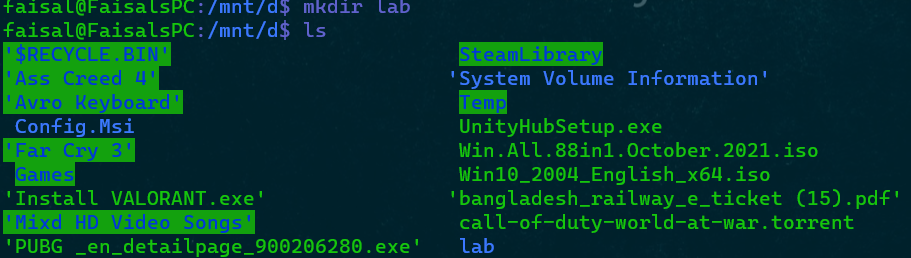 faisal@FaisalsPC:/mnt/d$ mkdir lab
faisal@FaisalsPC:/mnt/d$ ls
'$RECYCLE.BIN' SteamLibrary
'Ass Creed 4' 'System Volume Information'
'Avro Keyboard' Temp
Config.Msi UnityHubSetup.exe
'Far Cry 3' Win.All.88in1.October.2021.iso
Games Win10_2004_English_x64.iso
'Install VALORANT.exe' 'bangladesh_railway_e_ticket (15).pdf'
'Mixd HD Video Songs' call-of-duty-world-at-war.torrent
'PUBG _en_detailpage_900206280.exe' lab